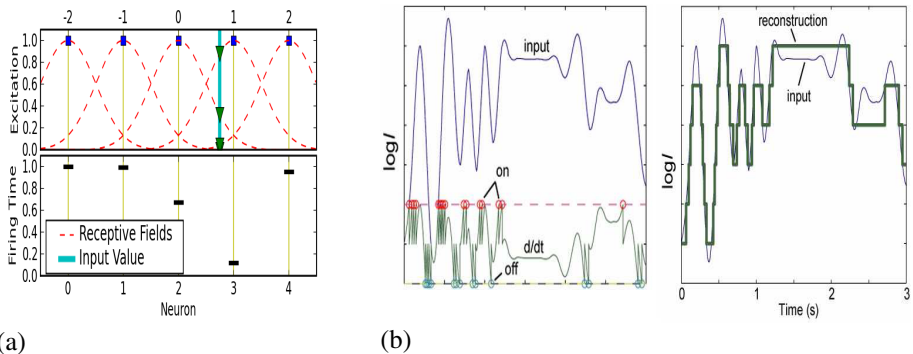 -2 -1 0 1 2
Excitation
1.0
0.8
0.6
0.4
0.2
0.0
Firing Time
1.0
0.8
0.6
0.4
0.2
0.0
Receptive Fields
Input Value
0 1 2 3 4
Neuron
(a)
logI
input
on
d/dt
off
(b)
logI
reconstruction
input
0 1 2 3
Time (s)